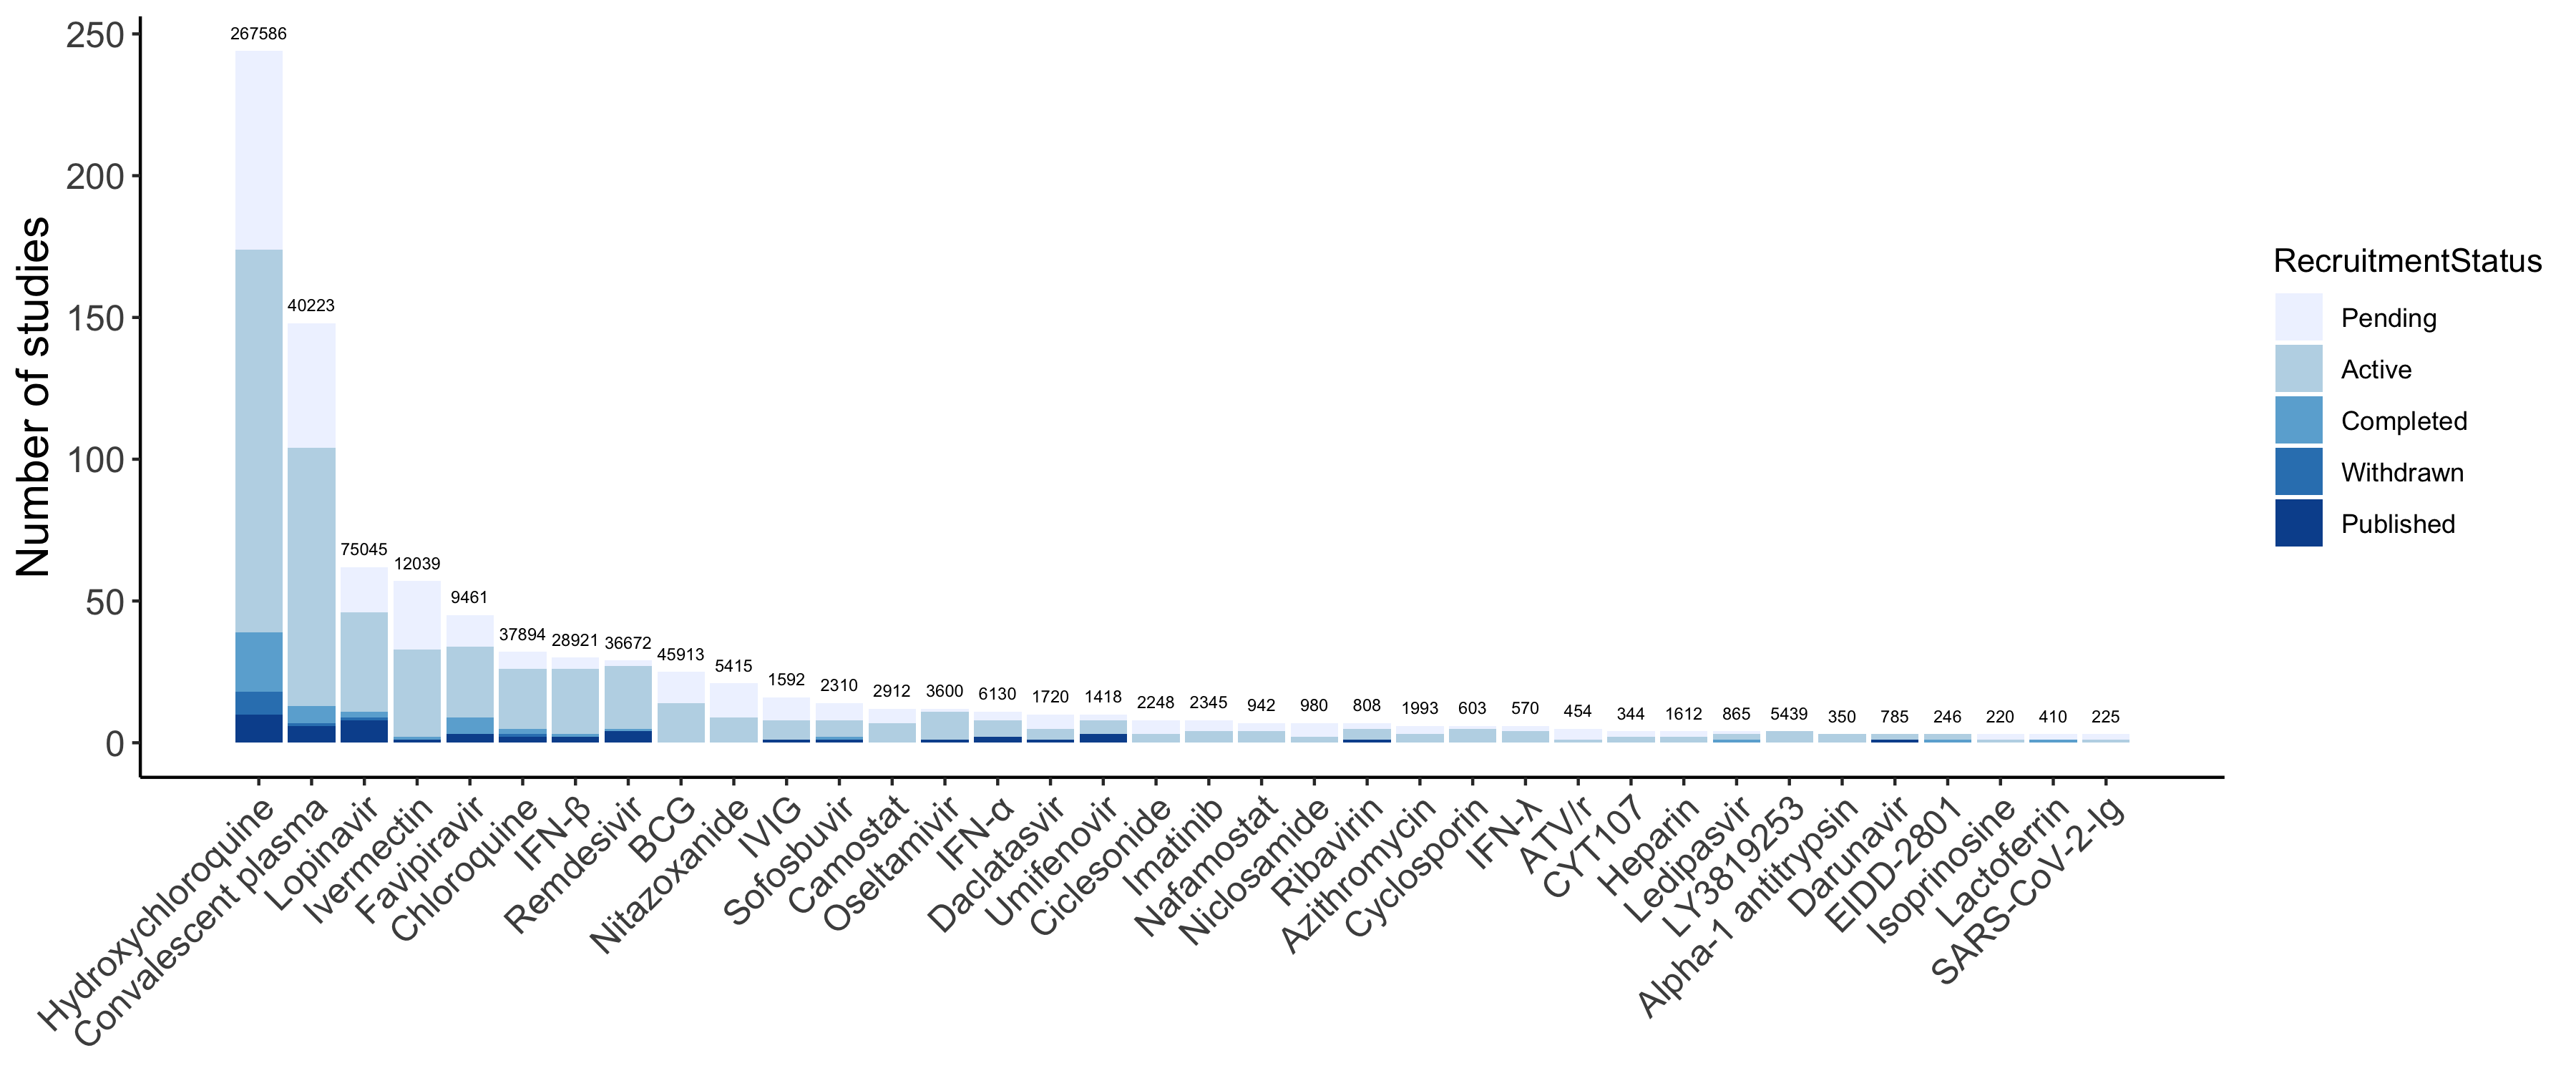 Number of studies
250
200
150
100
50
0
267586
40223
75045
12039
9461
37894
28921
36672
45913
5415
1592
2310
2912
3600
6130
1720
1418
2248
2345
942
980
808
1993
603
570
454
344
1612
865
5439
350
785
246
220
410
225
Hydroxychloroquine
Convalescent plasma
Lopinavir
Ivermectin
Favipiravir
Chloroquine
IFN-β
Remdesivir
BCG
Nitazoxanide
IVIG
Sofosbuvir
Camostat
Oseltamivir
IFN-α
Daclatasvir
Umifenovir
Ciclesonide
Imatinib
Nafamostat
Niclosamide
Ribavirin
Azithromycin
Cyclosporin
IFN-λ
ATV/r
CYT107
Heparin
Ledipasvir
LY3819253
Alpha-1 antitrypsin
Darunavir
EIDD-2801
Isoprinosine
Lactoferrin
SARS-CoV-2-Ig
RecruitmentStatus
Pending
Active
Completed
Withdrawn
Published